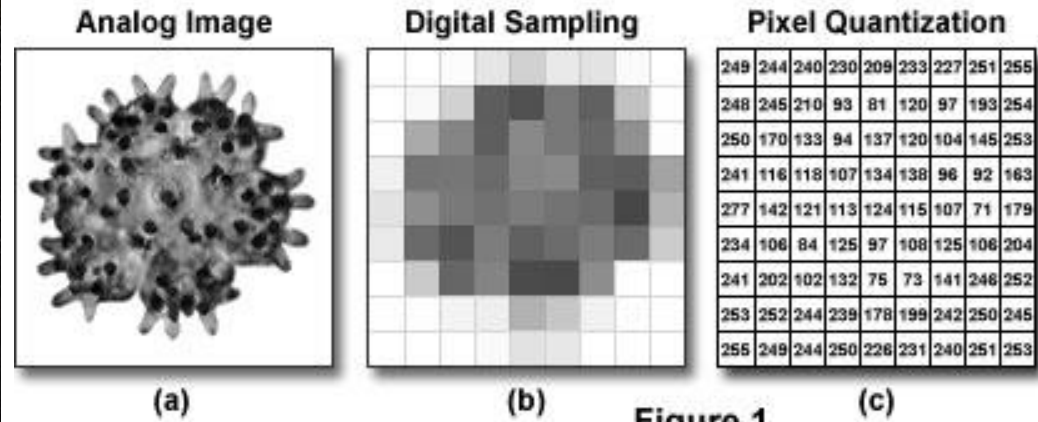 Analog Image Digital Sampling Pixel Quantization
249 244 240 230 209 233 227 251 255
248 245 210 93 81 120 97 193 254
250 170 133 94 137 120 104 145 253
241 116 118 107 134 138 96 92 163
277 142 121 113 124 115 107 71 179
234 106 84 125 97 108 125 106 204
241 202 102 132 75 73 141 246 252
253 252 244 239 178 199 242 250 245
255 249 244 250 226 231 240 251 253
(a) (b) (c)
Figure 1